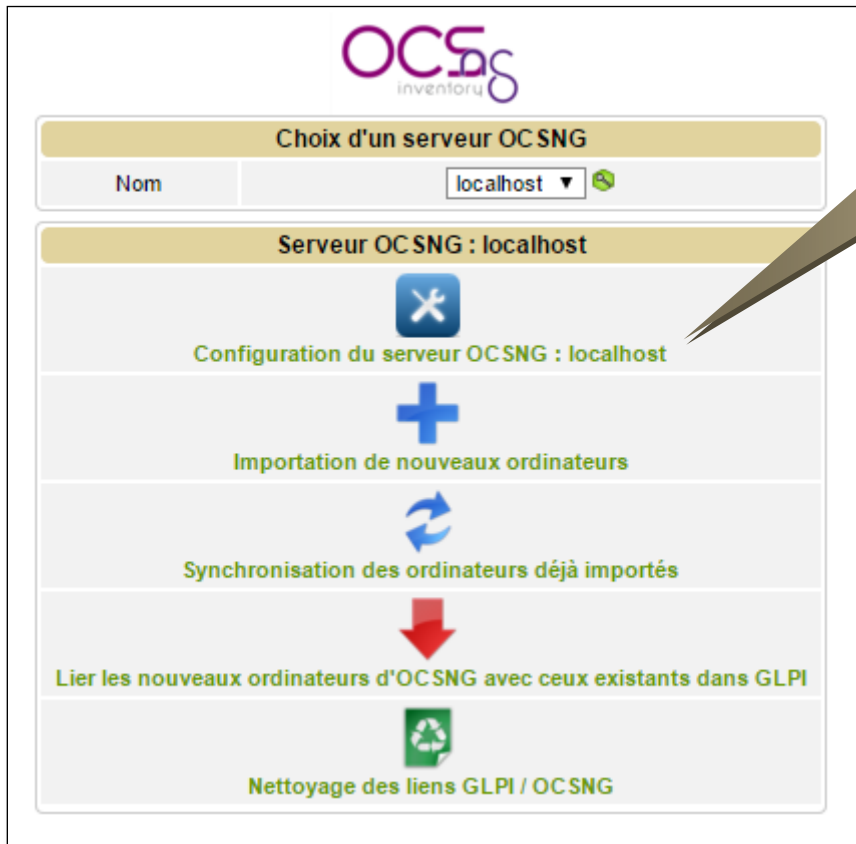 OCSng
inventory
Choix d'un serveur OCSNG
Nom localhost
Serveur OCSNG : localhost
Configuration du serveur OCSNG : localhost
Importation de nouveaux ordinateurs
Synchronisation des ordinateurs déjà importés
Lier les nouveaux ordinateurs d'OCSNG avec ceux existants dans GLPI
Nettoyage des liens GLPI / OCSNG